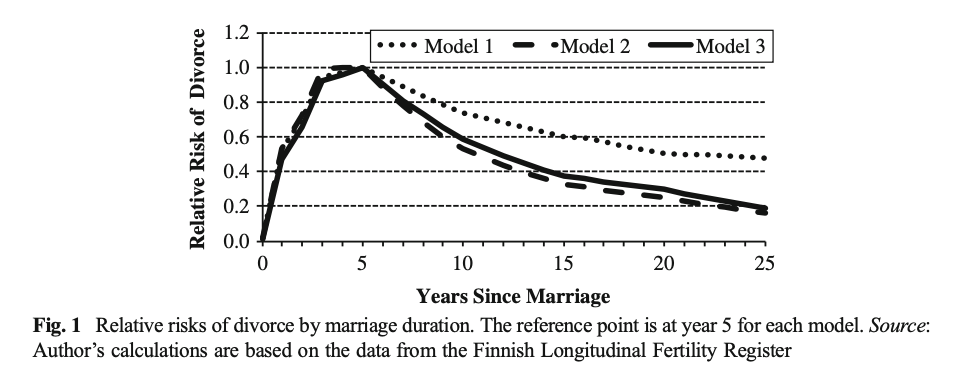 Relative Risk of Divorce
1.2
1.0
0.8
0.6
0.4
0.2
0.0
Model 1 Model 2 Model 3
0 5 10 15 20 25
Years Since Marriage
Fig. 1 Relative risks of divorce by marriage duration. The reference point is at year 5 for each model. Source:
Author’s calculations are based on the data from the Finnish Longitudinal Fertility Register